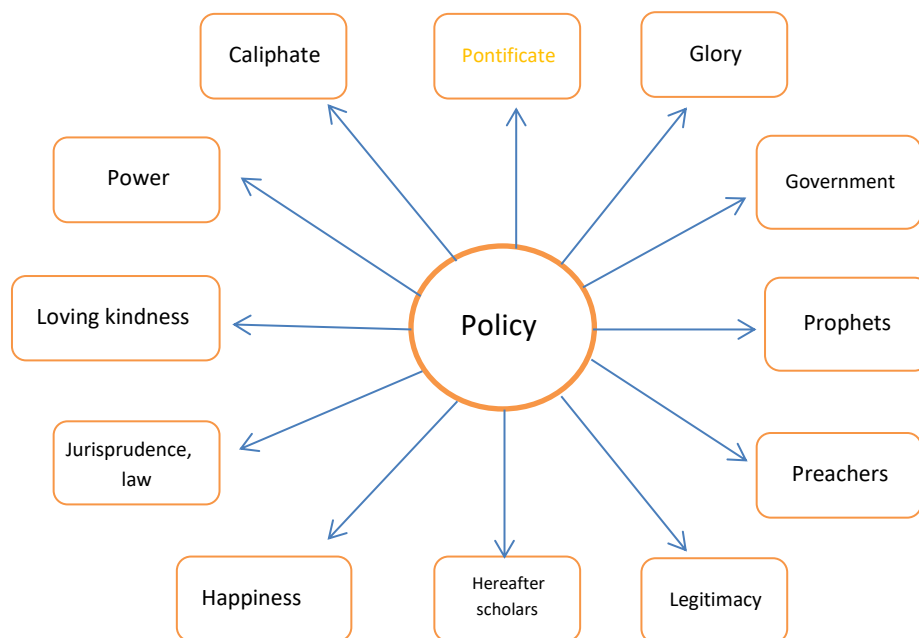 Caliphate
Pontificate
Glory
Power
Government
Loving kindness
Policy
Prophets
Jurisprudence,
law
Preachers
Happiness
Hereafter
scholars
Legitimacy